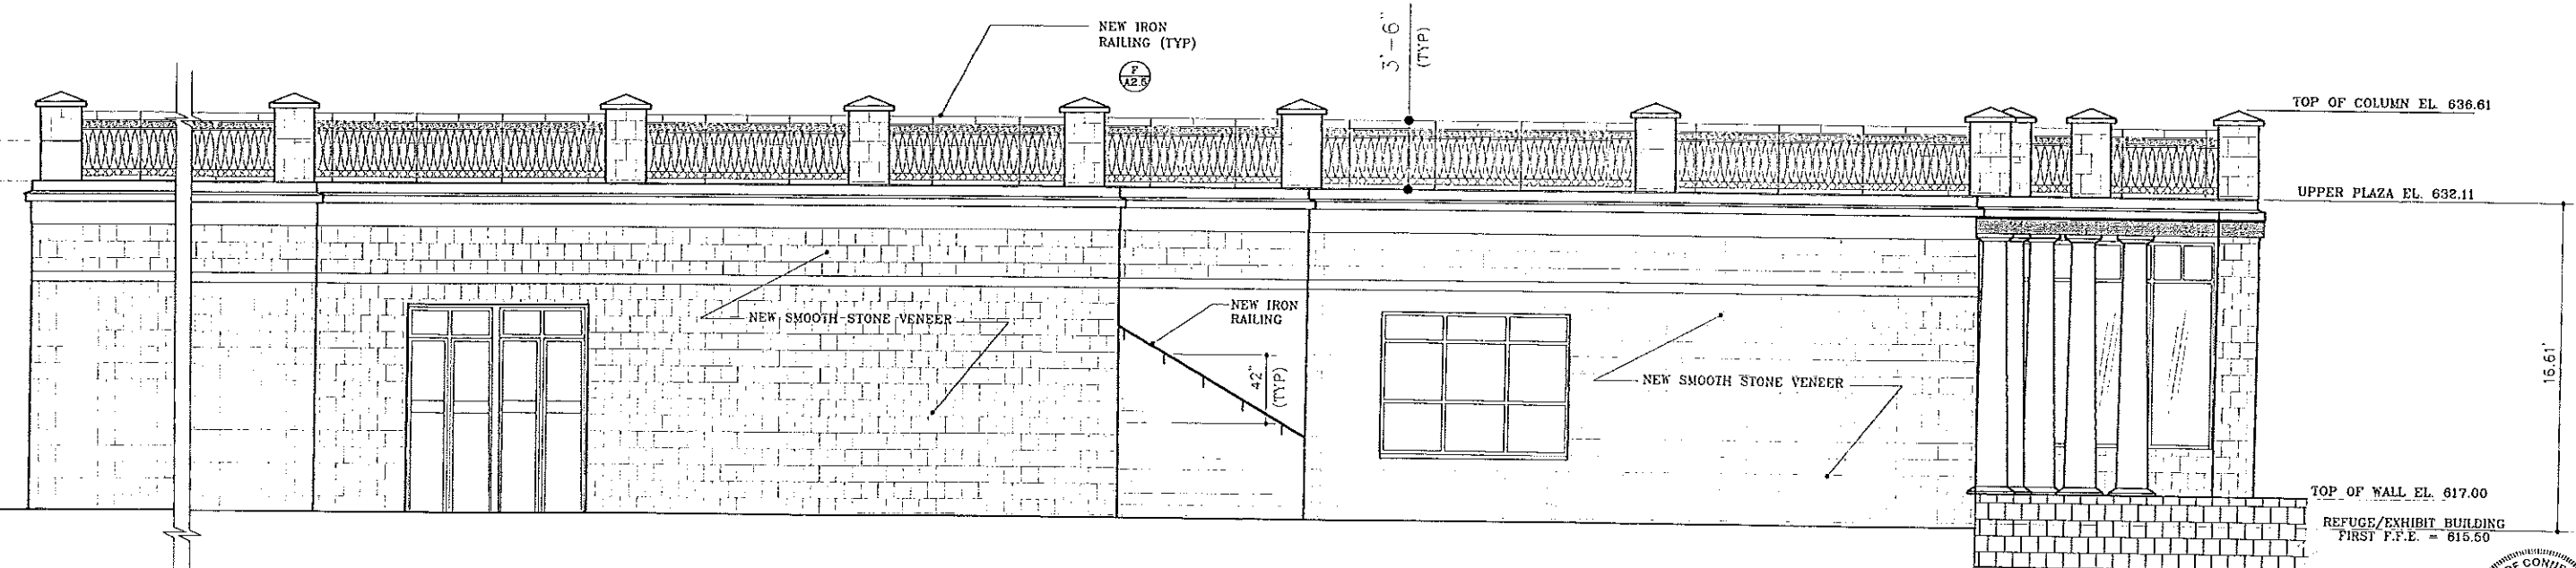 NEW IRON
RAILING (TYP)
F
A2.5
3'-6"
(TYP)
TOP OF COLUMN EL. 636.61
UPPER PLAZA EL. 632.11
NEW SMOOTH STONE VENEER
NEW IRON
RAILING
42"
(TYP)
NEW SMOOTH STONE VENEER
16.61'
TOP OF WALL EL. 617.00
REFUGE/EXHIBIT BUILDING
FIRST F.F.E. = 615.50